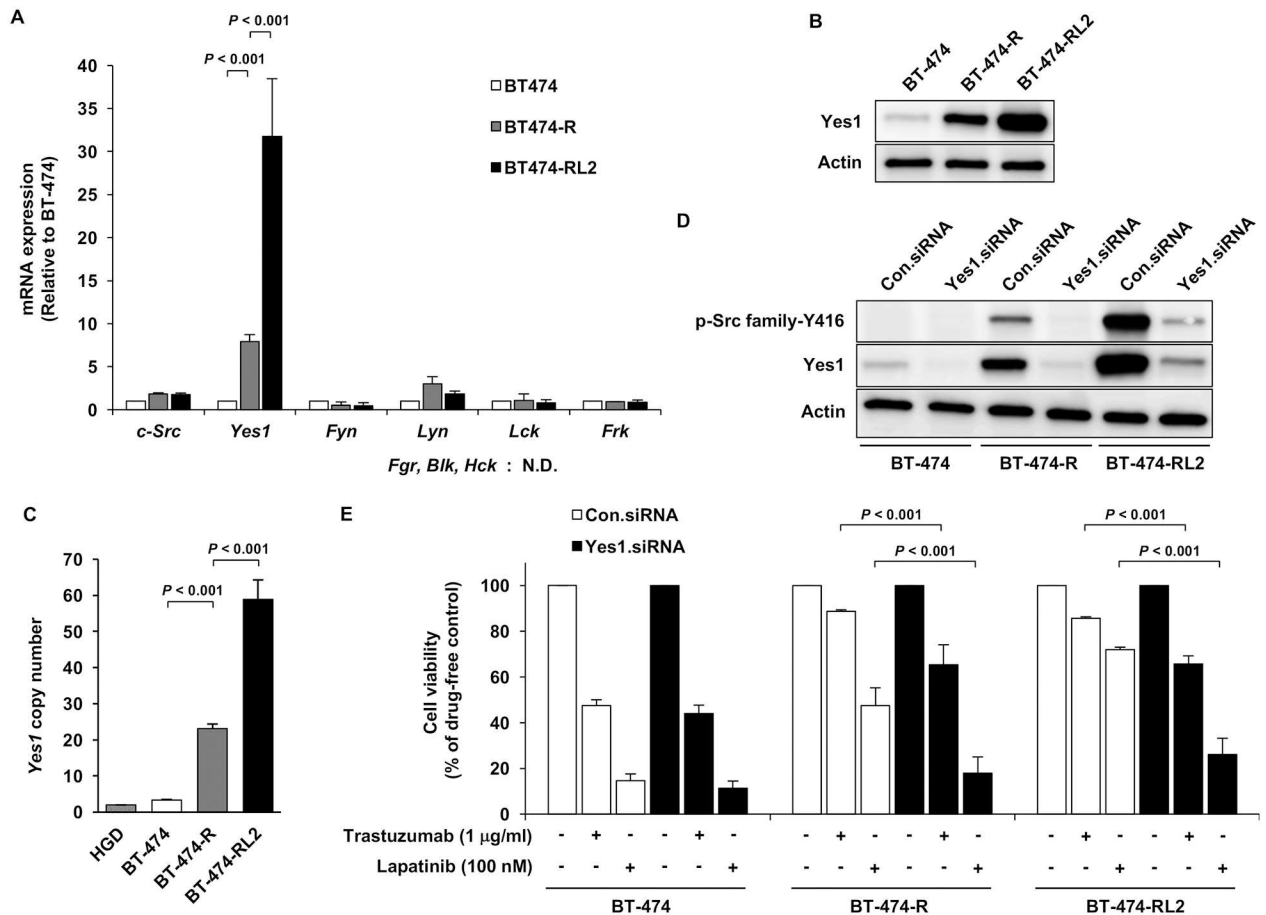 A
P < 0.001
P < 0.001
40
35
30
25
20
15
10
5
0
mRNA expression
(Relative to BT-474)
BT474
BT474-R
BT474-RL2
c-Src Yes1 Fyn Lyn Lck Frk
Fgr, Blk, Hck : N.D.
B
BT-474 BT-474-R BT-474-RL2
Yes1
Actin
D
Con.siRNA Yes1.siRNA Con.siRNA Yes1.siRNA Con.siRNA Yes1.siRNA
p-Src family-Y416
Yes1
Actin
BT-474 BT-474-R BT-474-RL2
C
P < 0.001
P < 0.001
70
60
50
40
30
20
10
0
Yes1 copy number
HGD BT-474 BT-474-R BT-474-RL2
E
Con.siRNA
Yes1.siRNA
P < 0.001
P < 0.001
P < 0.001
P < 0.001
100
80
60
40
20
0
Cell viability
(% of drug-free control)
Trastuzumab (1 μg/ml) - + - - + - - + - - + - - + - - + -
Lapatinib (100 nM) - - + - - + - - + - - + - - + - - +
BT-474 BT-474-R BT-474-RL2